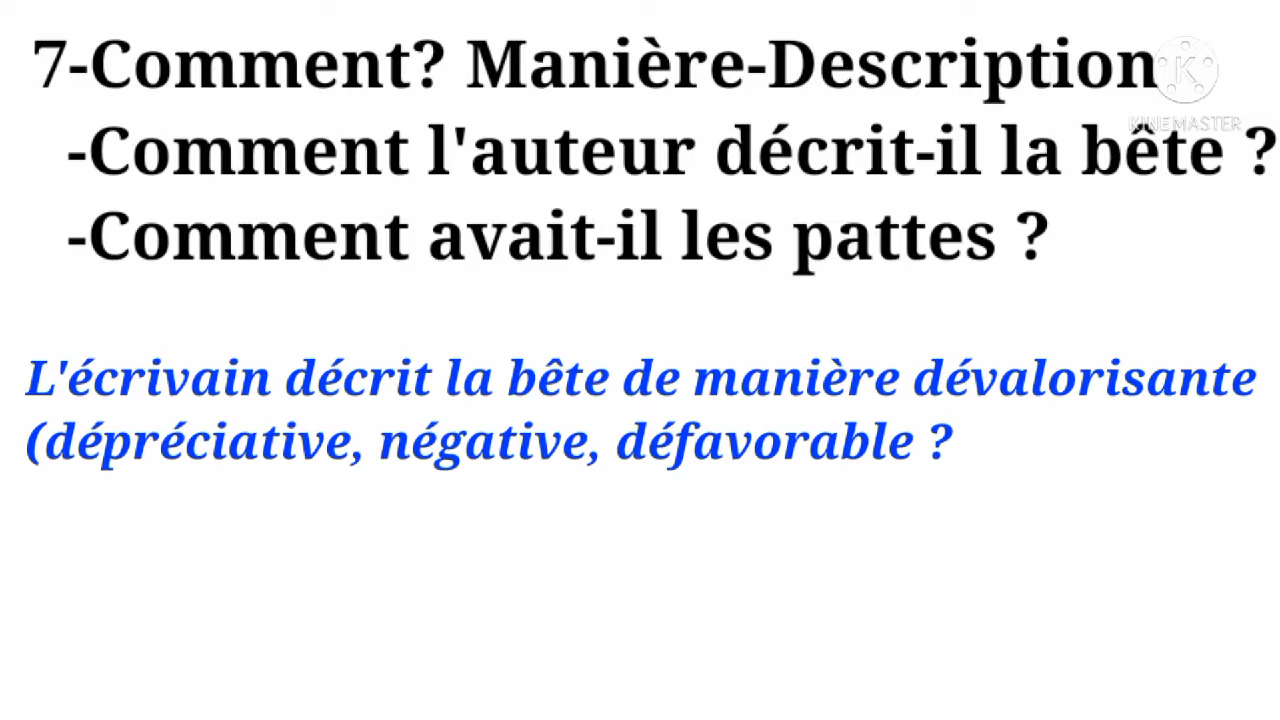 7-Comment? Manière-Description
KINEMASTER
-Comment l'auteur décrit-il la bête ?
-Comment avait-il les pattes ?
L'écrivain décrit la bête de manière dévalorisante
(dépréciative, négative, défavorable ?